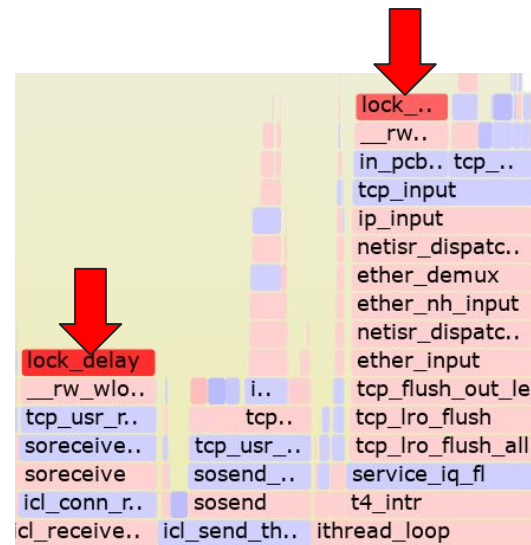 lock_..
__rw..
in_pcb.. tcp_..
tcp_input
ip_input
netisr_dispatc..
ether_demux
ether_nh_input
netisr_dispatc..
lock_delay ether_input
__rw_wlo.. i.. tcp_flush_out_le
tcp_usr_r.. tcp.. tcp_lro_flush
soreceive.. tcp_usr_.. tcp_lro_flush_all
soreceive sosend_.. service_iq_fl
icl_conn_r.. sosend t4_intr
icl_receive.. icl_send_th.. ithread_loop